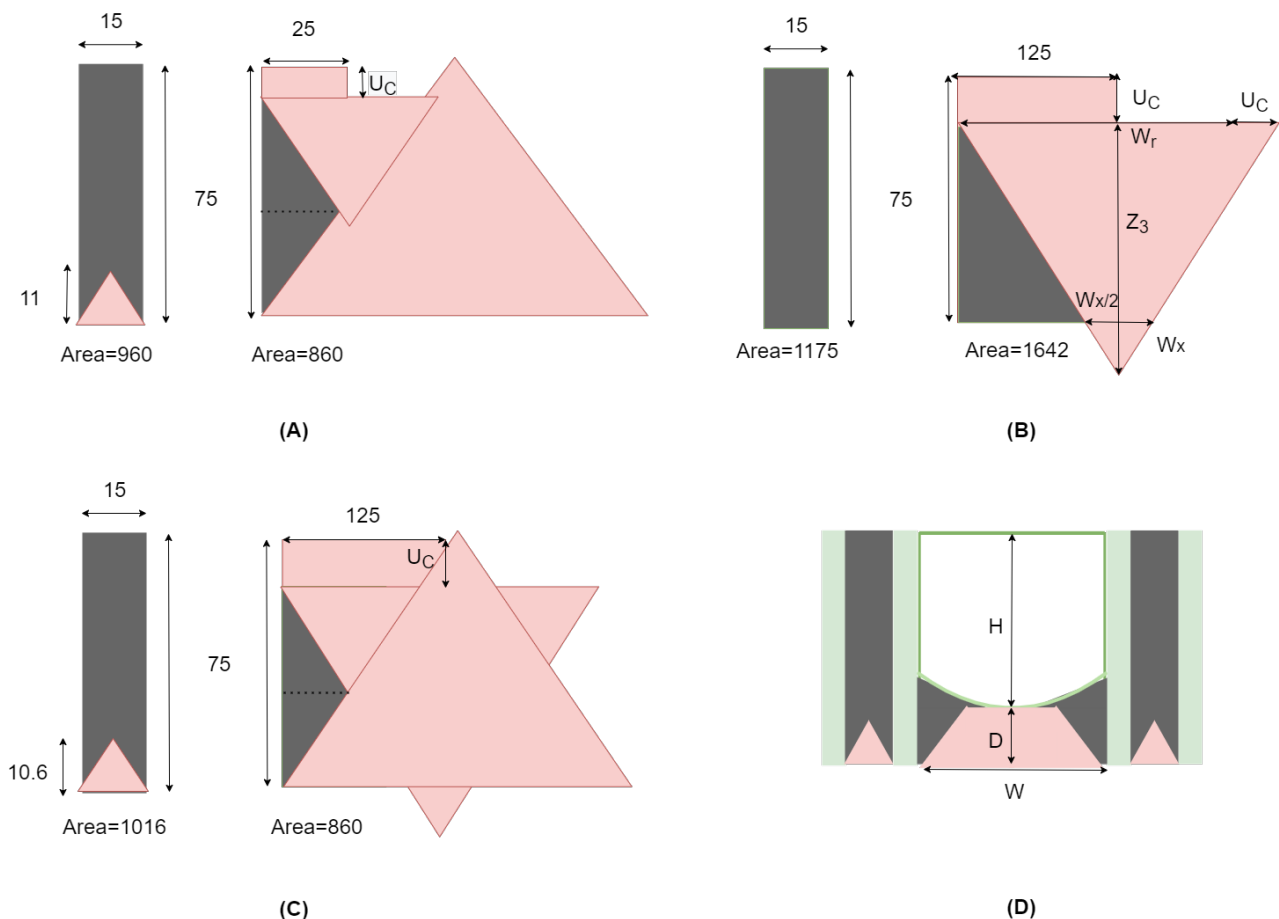 15
25
U_C
75
11
Area=960
Area=860
(A)
15
125
U_C
U_C
W_r
75
Z_3
W_x/2
W_x
Area=1175
Area=1642
(B)
15
125
U_C
75
10.6
Area=1016
Area=860
(C)
H
D
W
(D)